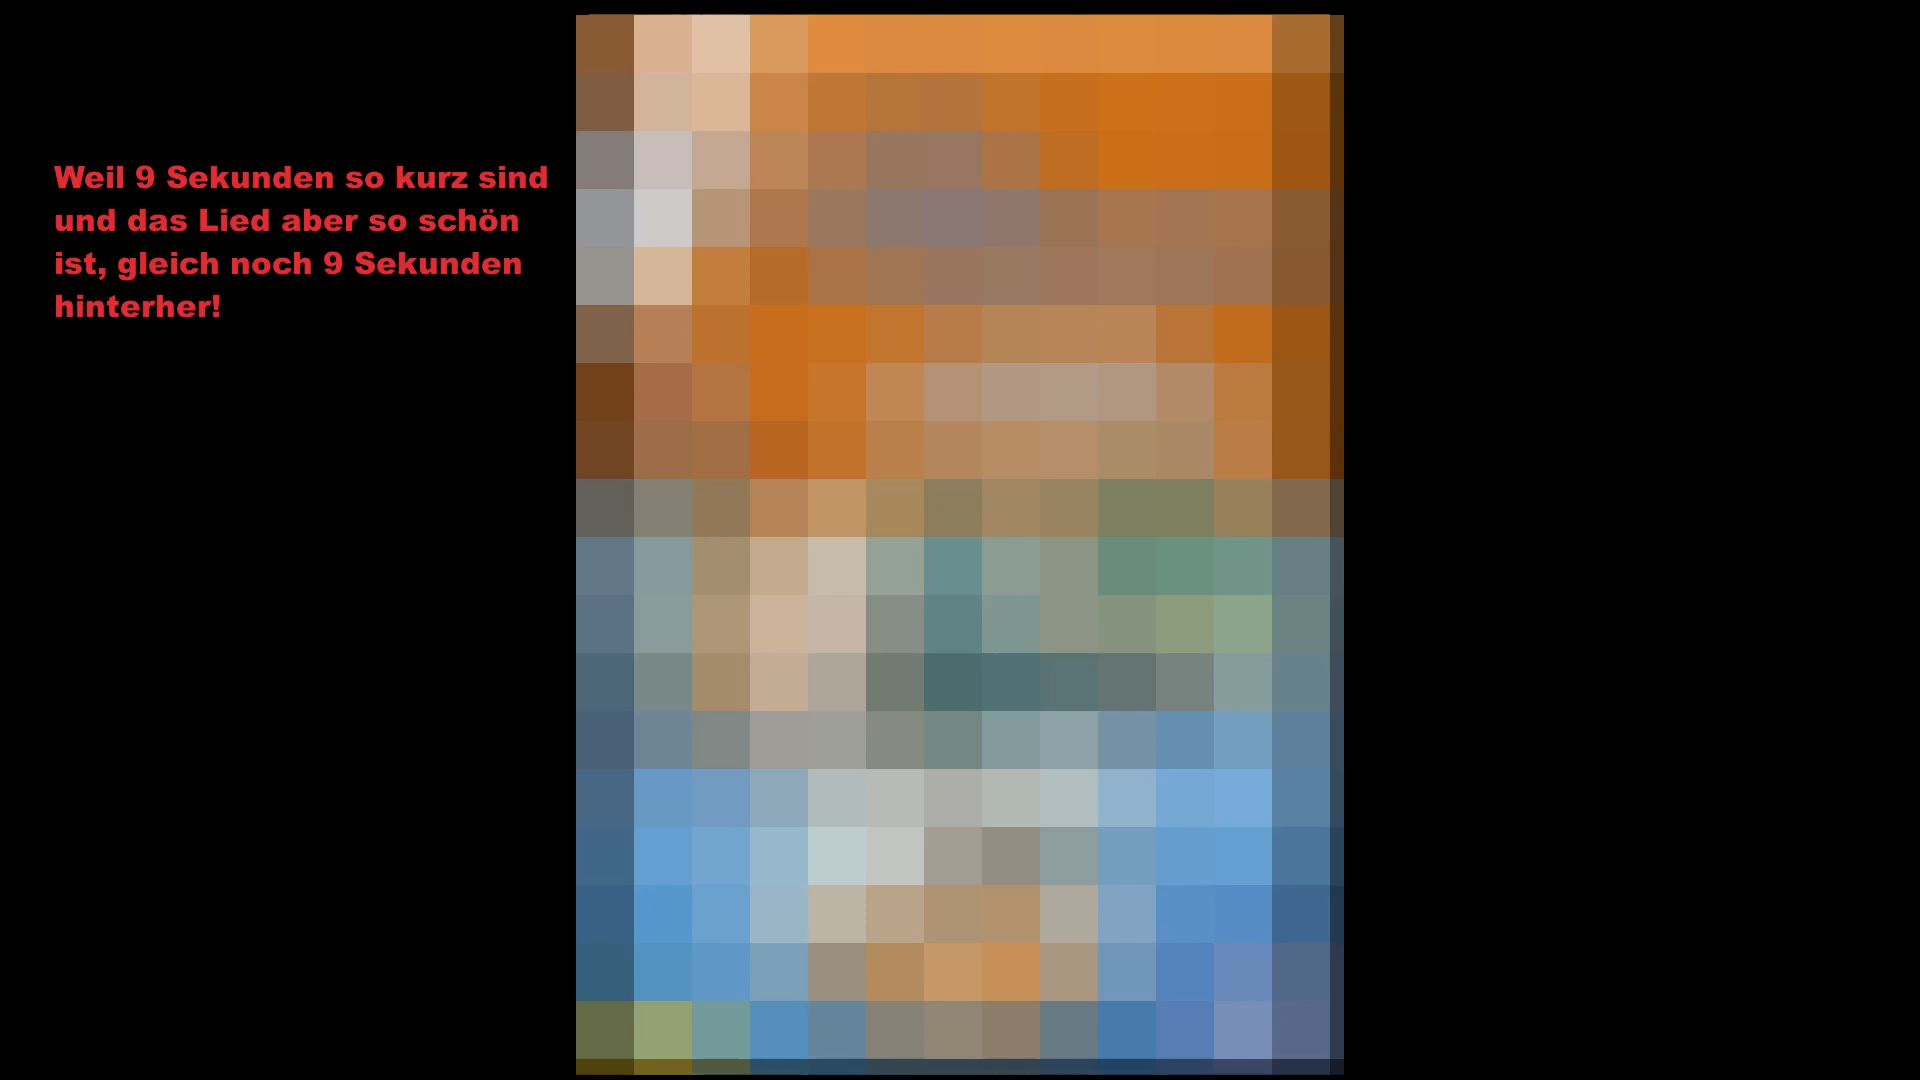 Weil 9 Sekunden so kurz sind
und das Lied aber so schön
ist, gleich noch 9 Sekunden
hinterher!